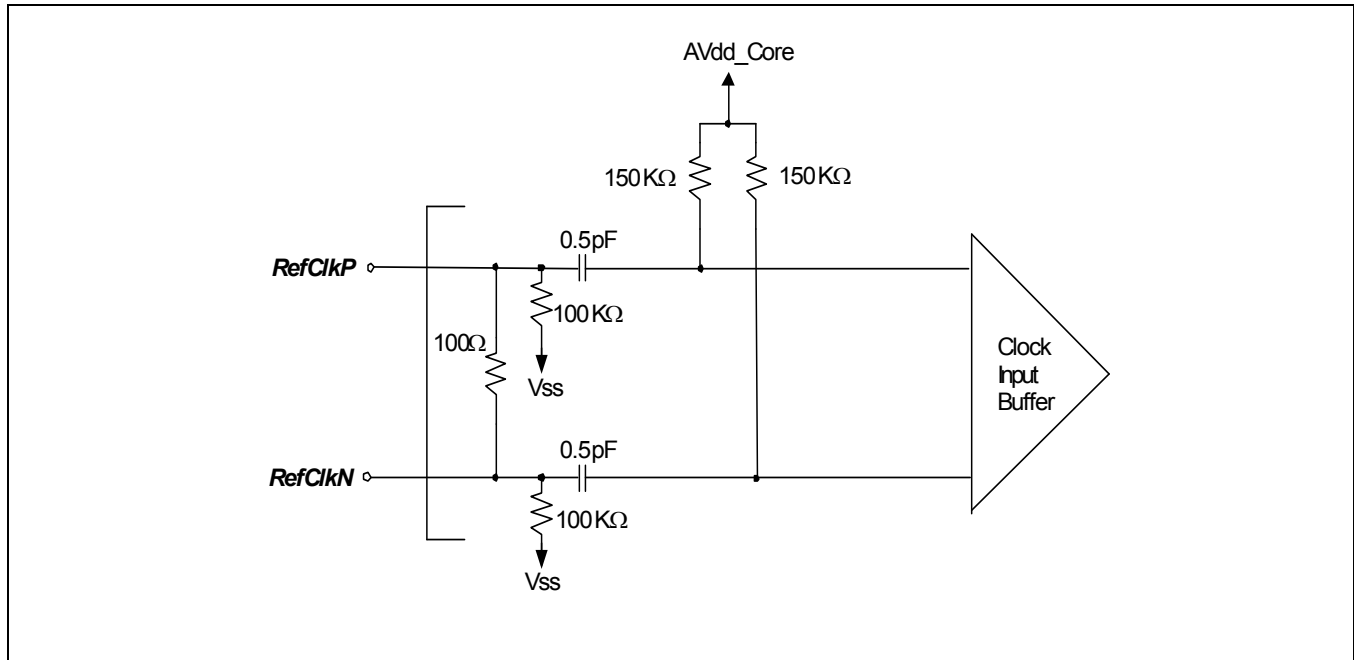 AVdd_Core
150KΩ
150KΩ
0.5pF
RefClkP
100KΩ
100Ω
Vss
Clock
Input
Buffer
0.5pF
RefClkN
100KΩ
Vss